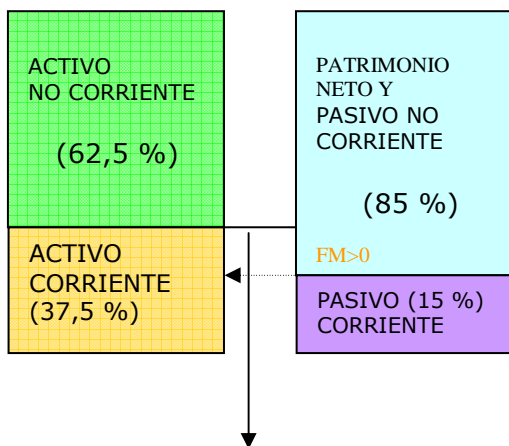 ACTIVO
NO CORRIENTE
(62,5 %)
PATRIMONIO
NETO Y
PASIVO NO
CORRIENTE
(85 %)
FM>0
ACTIVO
CORRIENTE
(37,5 %)
PASIVO (15 %)
CORRIENTE